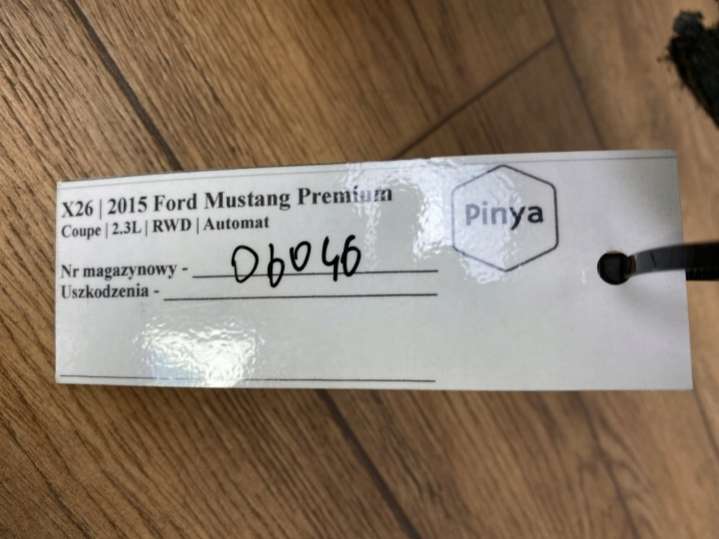 X26 | 2015 Ford Mustang Premium
Coupe | 2.3L | RWD | Automat
Pinya
Nr magazynowy - 06046
Uszkodzenia -